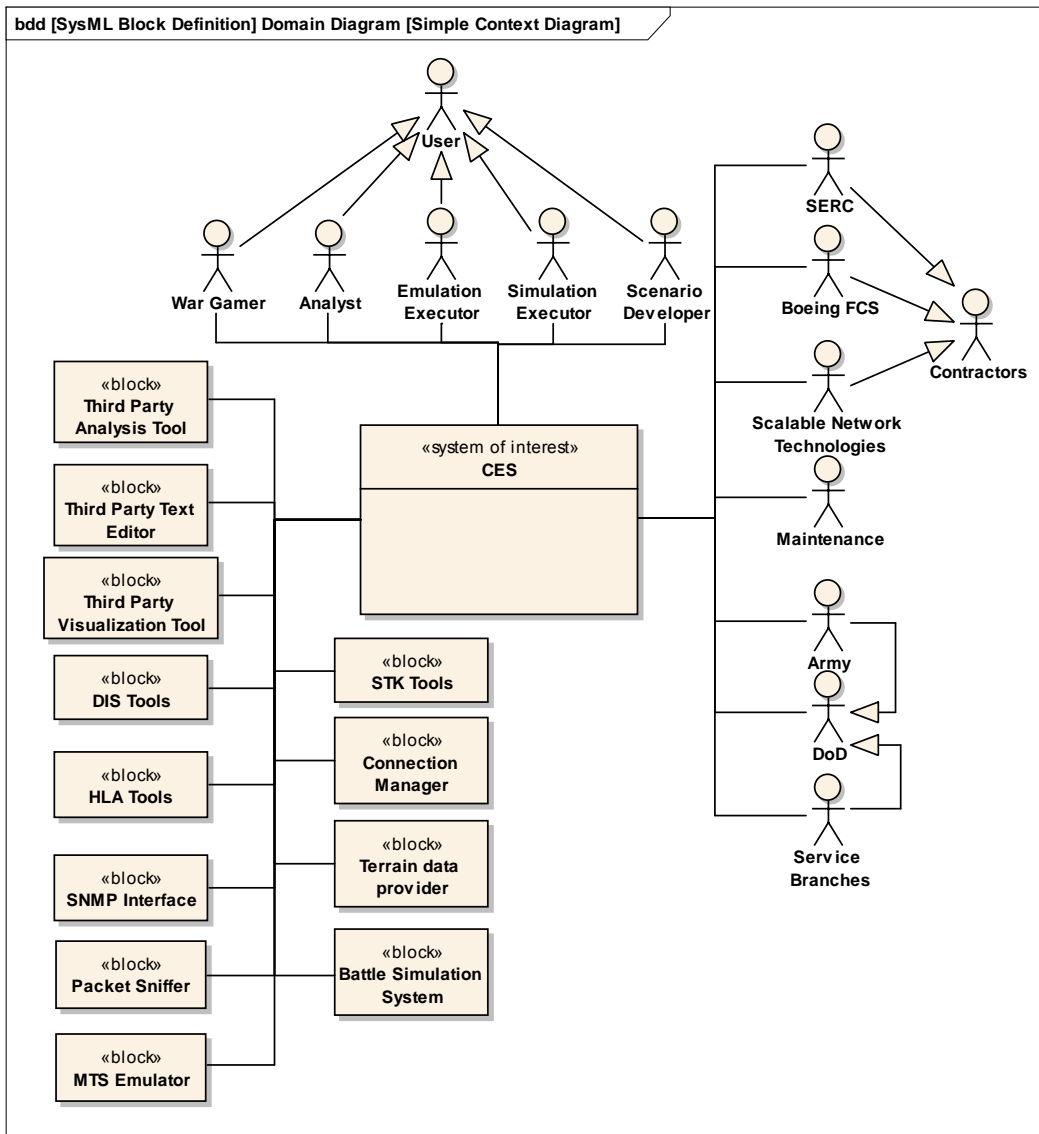 bdd [SysML Block Definition] Domain Diagram [Simple Context Diagram]
User
War Gamer
Analyst
Emulation
Executor
Simulation
Executor
Scenario
Developer
SERC
Boeing FCS
Contractors
Scalable Network
Technologies
Maintenance
Army
DoD
Service
Branches
«system of interest»
CES
«block»
Third Party
Analysis Tool
«block»
Third Party Text
Editor
«block»
Third Party
Visualization Tool
«block»
DIS Tools
«block»
HLA Tools
«block»
SNMP Interface
«block»
Packet Sniffer
«block»
MTS Emulator
«block»
STK Tools
«block»
Connection
Manager
«block»
Terrain data
provider
«block»
Battle Simulation
System